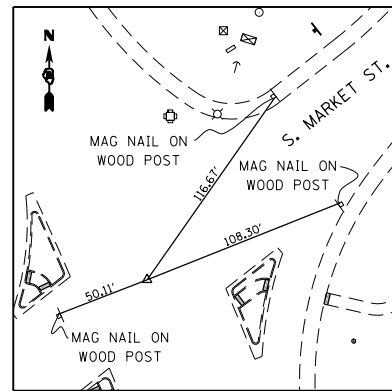 N
S. MARKET ST.
MAG NAIL ON
WOOD POST
MAG NAIL ON
WOOD POST
116.67'
108.30'
50.11'
MAG NAIL ON
WOOD POST